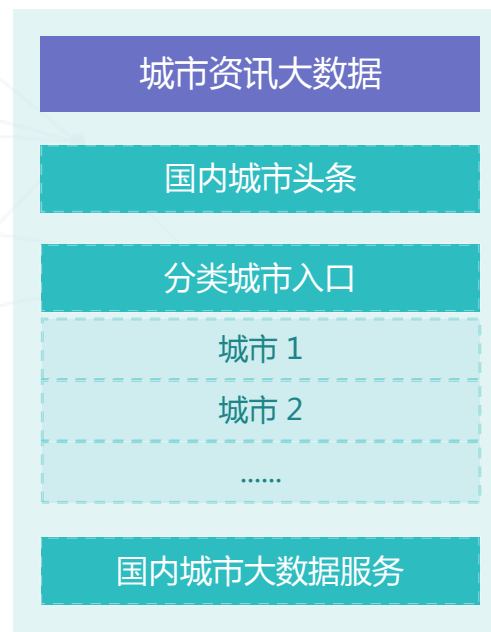 城市资讯大数据
国内城市头条
分类城市入口
城市 1
城市 2
......
国内城市大数据服务